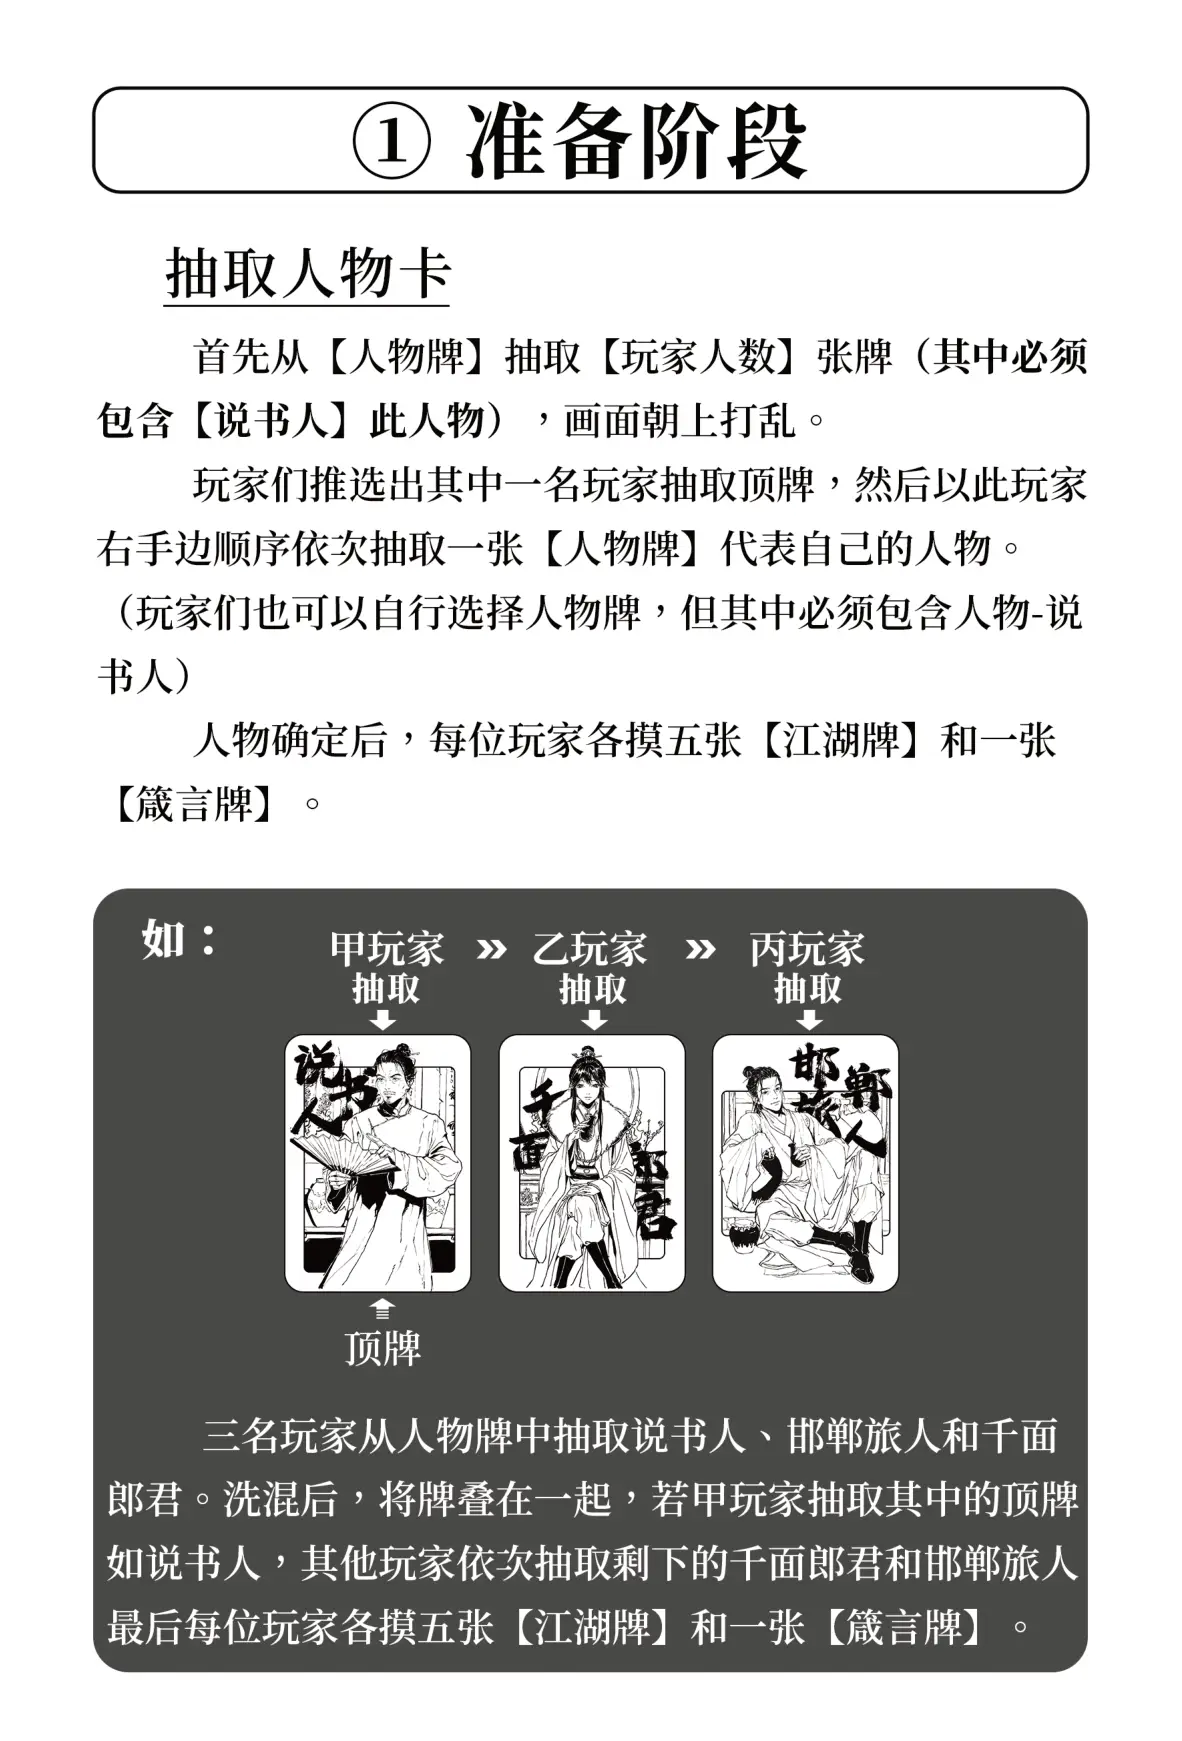 ① 准备阶段
抽取人物卡
首先从【人物牌】抽取【玩家人数】张牌（其中必须
包含【说书人】此人物），画面朝上打乱。
玩家们推选出其中一名玩家抽取顶牌，然后以此玩家
右手边顺序依次抽取一张【人物牌】代表自己的人物。
（玩家们也可以自行选择人物牌，但其中必须包含人物-说
书人）
人物确定后，每位玩家各摸五张【江湖牌】和一张
【箴言牌】。
如：
甲玩家 » 乙玩家 » 丙玩家
抽取 抽取 抽取
说书人
千面郎君
邯郸旅人
顶牌
三名玩家从人物牌中抽取说书人、邯郸旅人和千面
郎君。洗混后，将牌叠在一起，若甲玩家抽取其中的顶牌
如说书人，其他玩家依次抽取剩下的千面郎君和邯郸旅人
最后每位玩家各摸五张【江湖牌】和一张【箴言牌】。